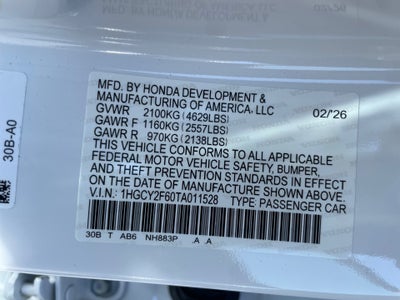 02/'26
MFD. BY HONDA DEVELOPMENT &
MANUFACTURING OF AMERICA, LLC 02/'26
GVWR 2100KG (4629LBS)
GAWR F 1160KG (2557LBS)
GAWR R 970KG (2138LBS)
THIS VEHICLE CONFORMS TO ALL APPLICABLE
FEDERAL MOTOR VEHICLE SAFETY, BUMPER,
AND THEFT PREVENTION STANDARDS IN EFFECT
ON THE DATE OF MANUFACTURE SHOWN ABOVE.
V.I.N.: 1HGCY2F60TA011528 TYPE PASSENGER CAR
30B T AB6 NH883P A A
30B-A0